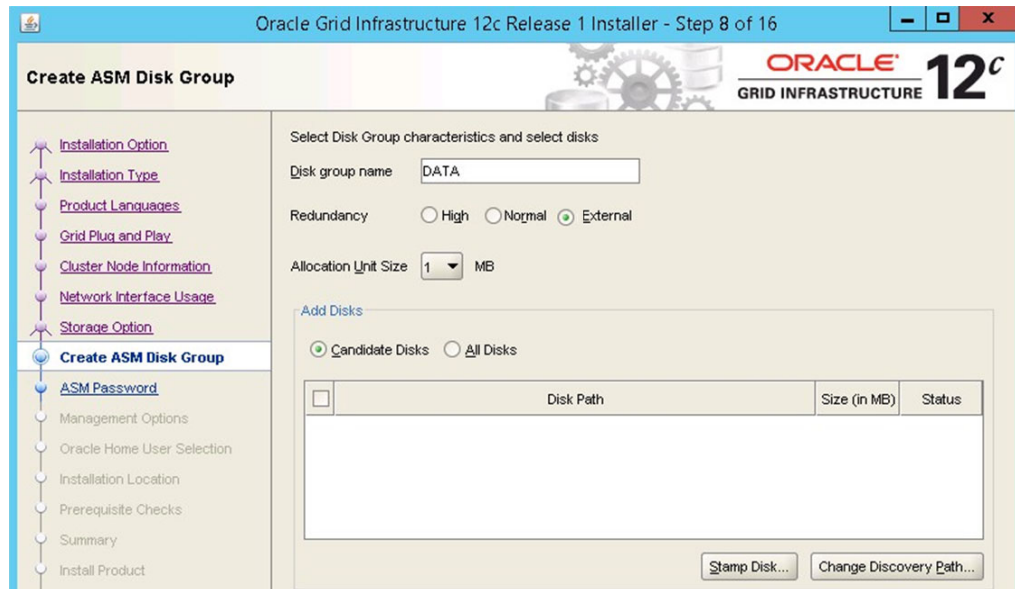 Oracle Grid Infrastructure 12c Release 1 Installer - Step 8 of 16
Create ASM Disk Group
ORACLE GRID INFRASTRUCTURE 12c
Installation Option
Installation Type
Product Languages
Grid Plug and Play
Cluster Node Information
Network Interface Usage
Storage Option
Create ASM Disk Group
ASM Password
Management Options
Oracle Home User Selection
Installation Location
Prerequisite Checks
Summary
Install Product
Select Disk Group characteristics and select disks
Disk group name DATA
Redundancy High Normal External
Allocation Unit Size 1 MB
Add Disks
Candidate Disks All Disks
Disk Path Size (in MB) Status
Stamp Disk... Change Discovery Path...